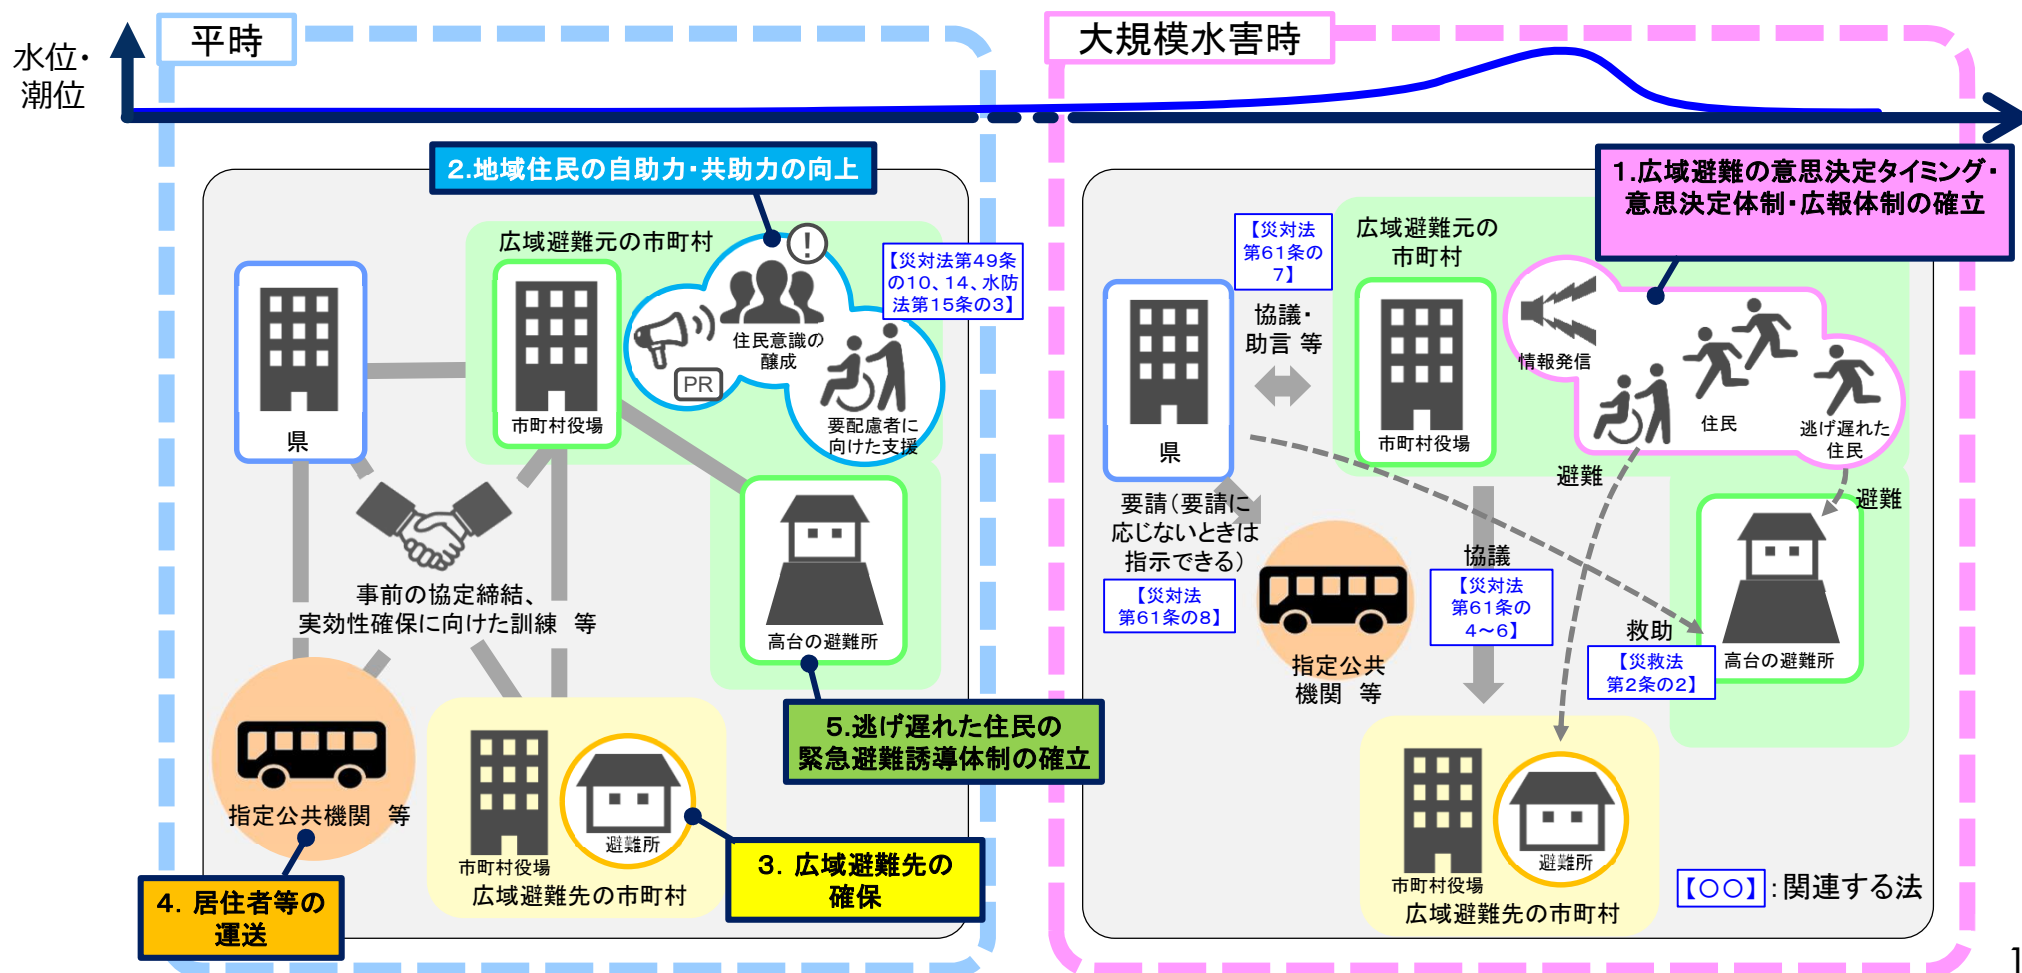 水位・
潮位
平時
2.地域住民の自助力・共助力の向上
広域避難元の市町村
【災対法第49条
の10、14、水防
法第15条の3】
!
住民意識の
醸成
PR
要配慮者に
向けた支援
市町村役場
県
高台の避難所
事前の協定締結、
実効性確保に向けた訓練 等
5.逃げ遅れた住民の
緊急避難誘導体制の確立
指定公共機関 等
避難所
市町村役場
広域避難先の市町村
3. 広域避難先の
確保
4. 居住者等の
運送
大規模水害時
1.広域避難の意思決定タイミング・
意思決定体制・広報体制の確立
【災対法
第61条の
7】
広域避難元の
市町村
協議・
助言 等
情報発信
住民
逃げ遅れた
住民
市町村役場
県
避難
避難
要請(要請に
応じないときは
指示できる)
【災対法
第61条の8】
協議
【災対法
第61条の
4~6】
指定公共
機関 等
救助
【災救法
第2条の2】
高台の避難所
避難所
市町村役場
広域避難先の市町村
【〇〇】:関連する法
1